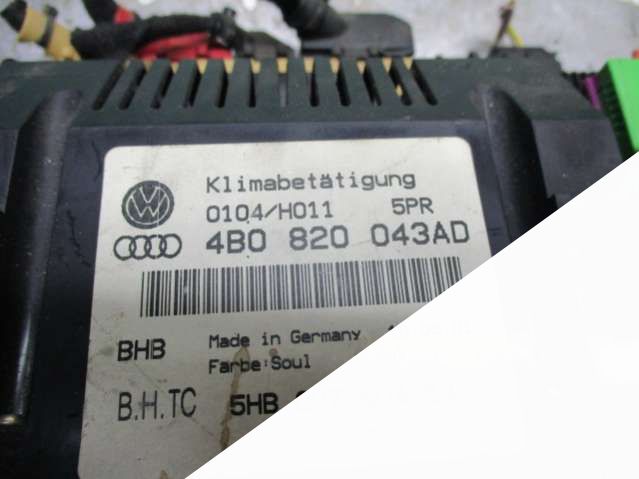 Klimabetätigung
0104/H011 5PR
4B0 820 043AD
BHB Made in Germany
Farbe:Soul
B.H.TC 5HB